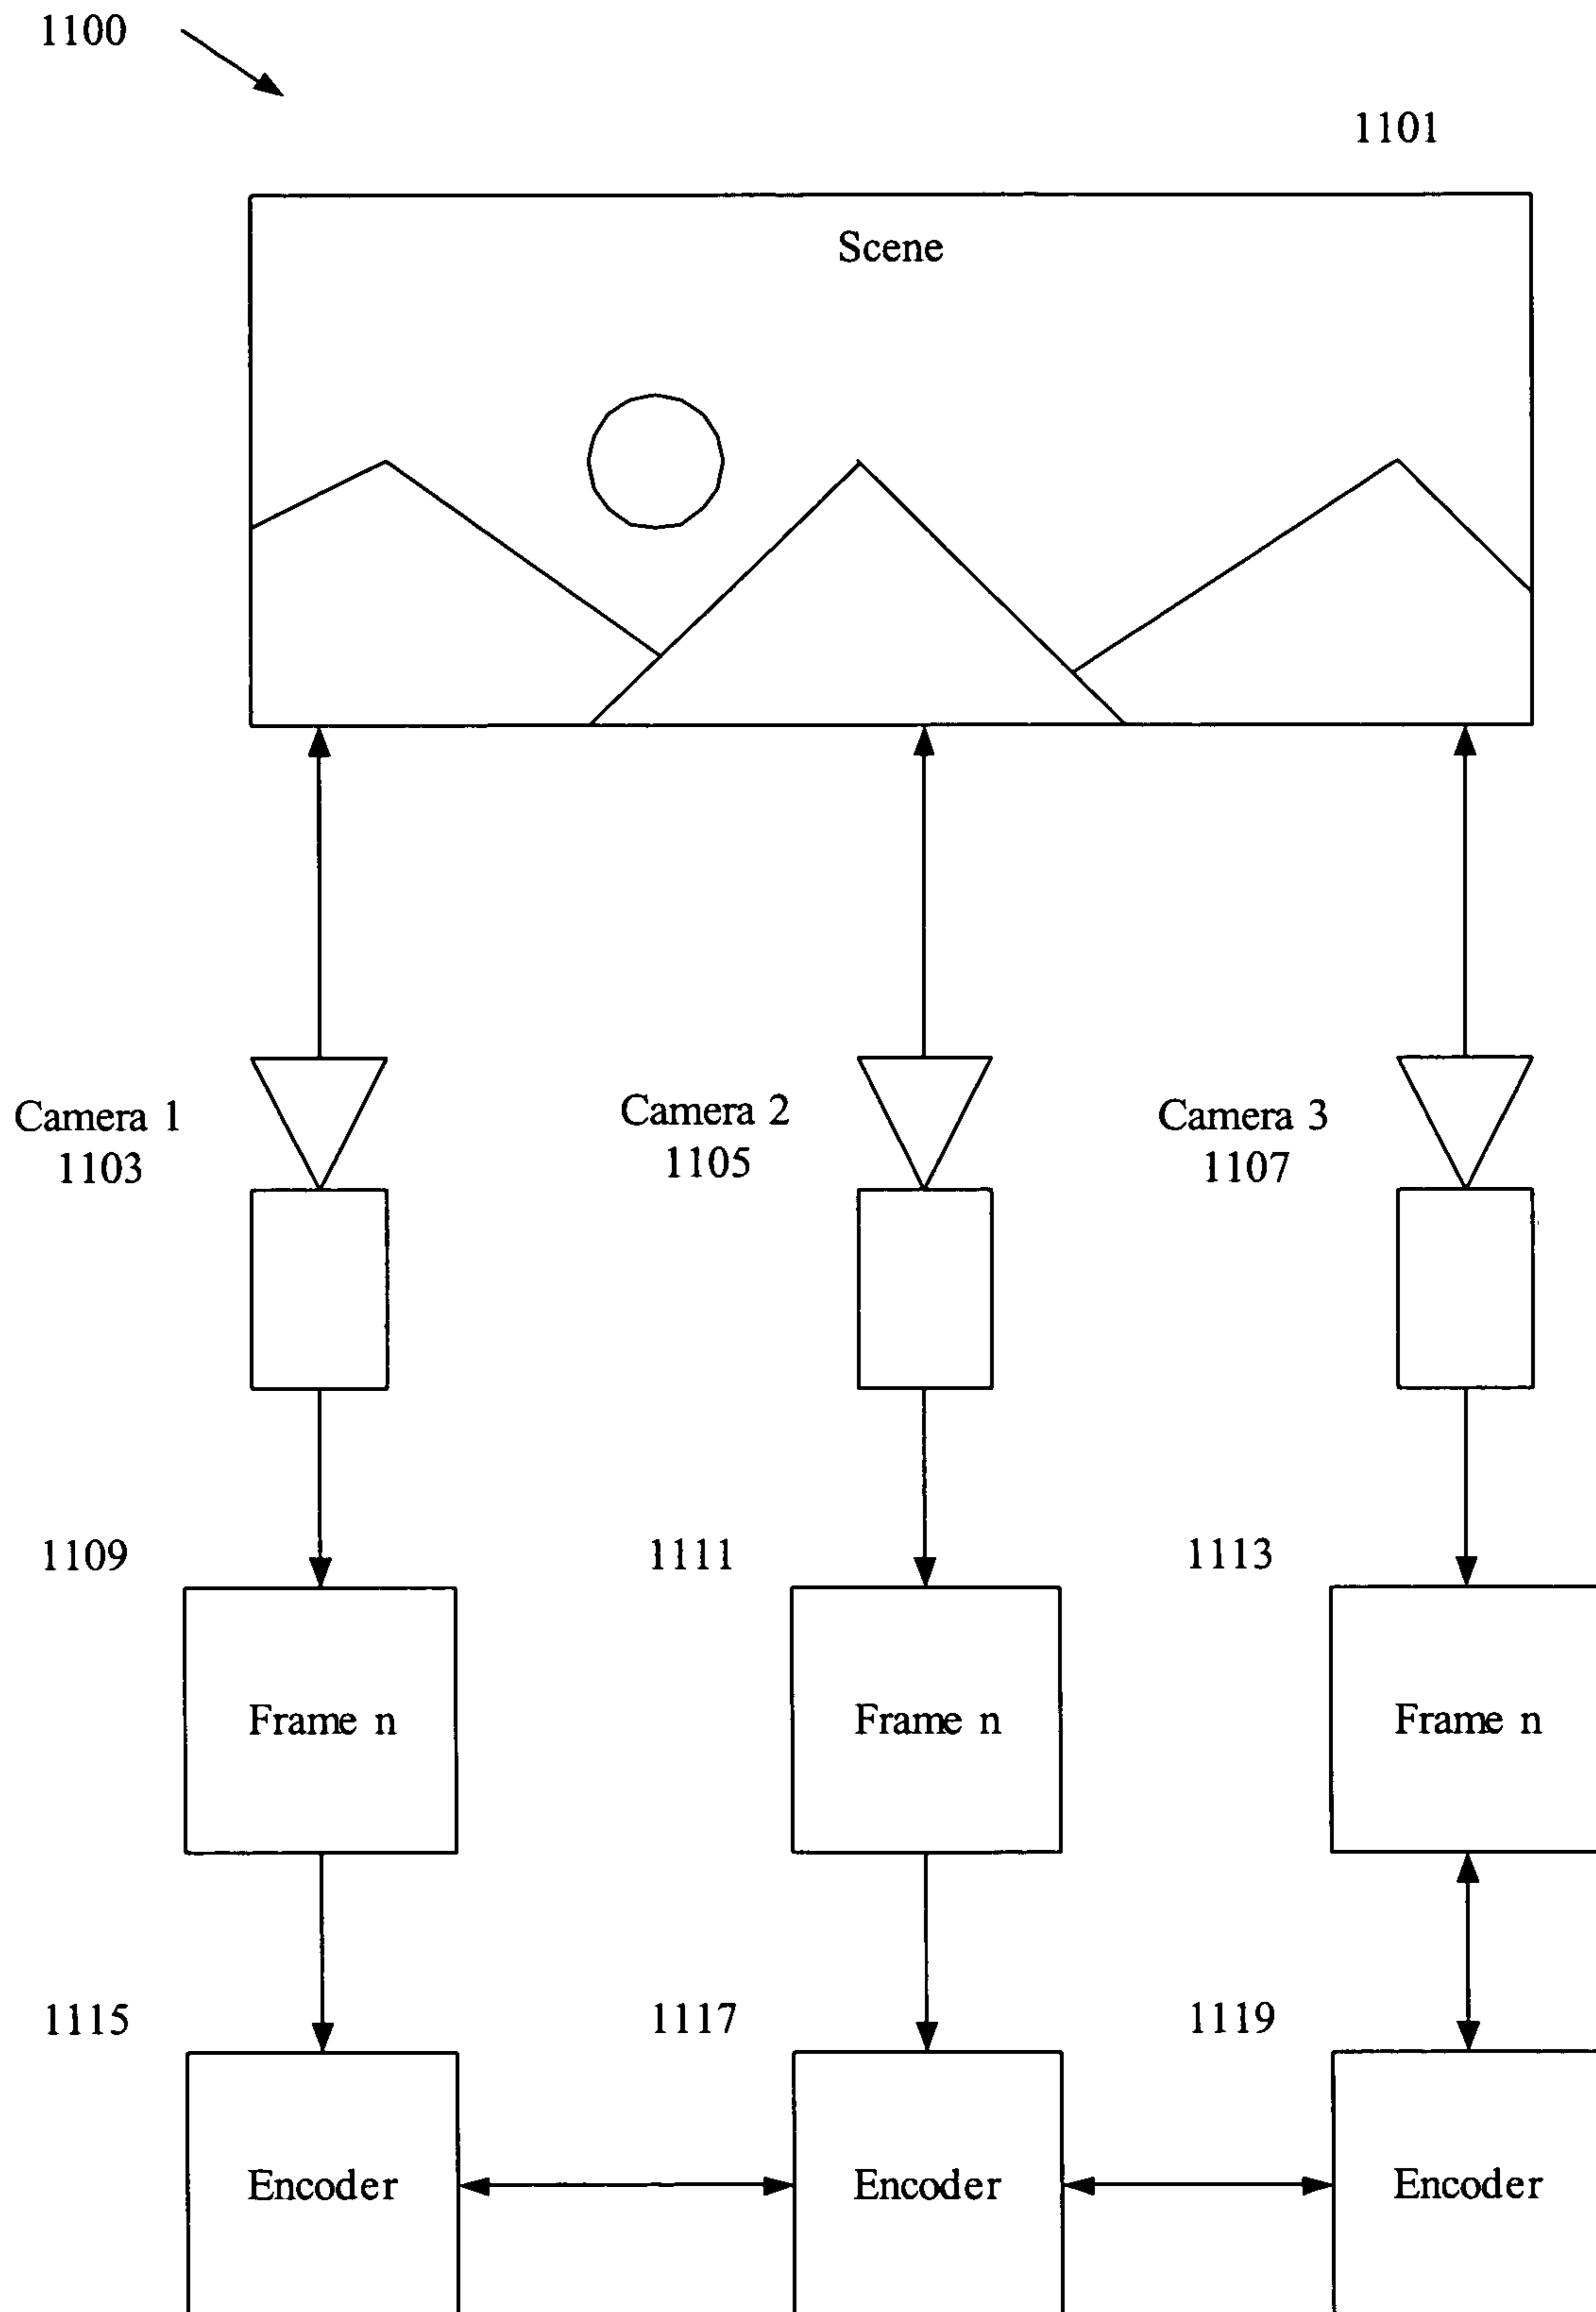 1100
1101
Scene
Camera 1
1103
Camera 2
1105
Camera 3
1107
1109
1111
1113
Frame n
Frame n
Frame n
1115
1117
1119
Encoder
Encoder
Encoder